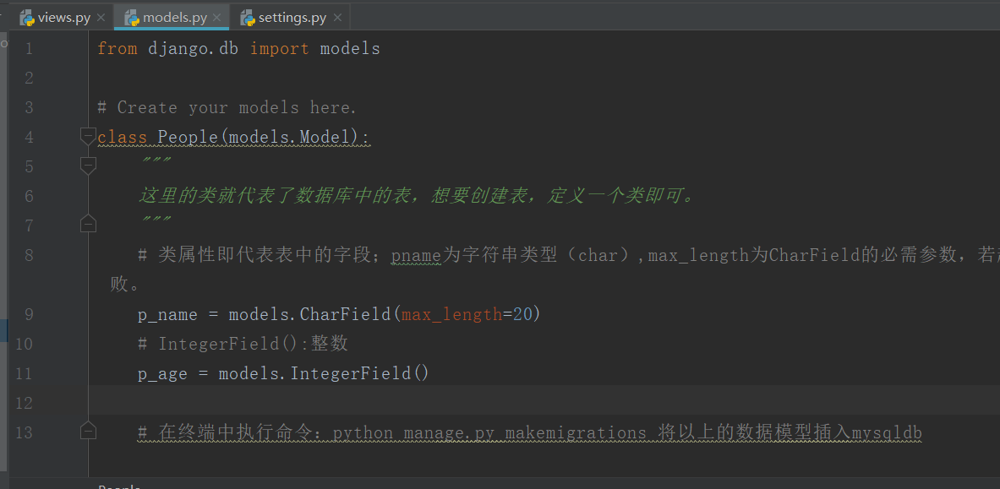 views.py × models.py × settings.py ×
1 from django.db import models
2
3 # Create your models here.
4 class People(models.Model):
5 """
6 这里的类就代表了数据库中的表，想要创建表，定义一个类即可。
7 """
8 # 类属性即代表表中的字段；pname为字符串类型（char）,max_length为CharField的必需参数，若
败。
9 p_name = models.CharField(max_length=20)
10 # IntegerField():整数
11 p_age = models.IntegerField()
12
13 # 在终端中执行命令：python manage.py makemigrations 将以上的数据模型插入mysqldb